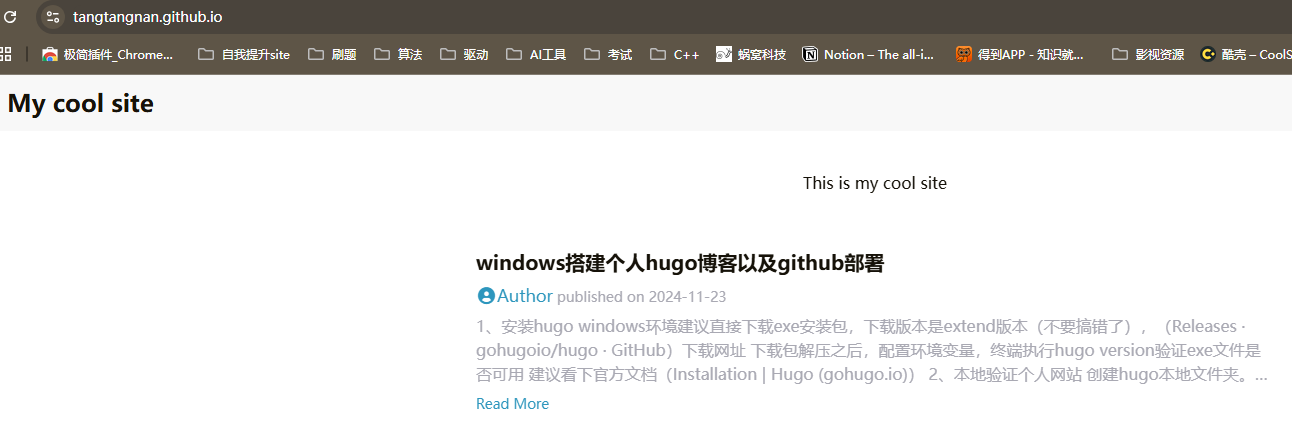 tangtangnan.github.io
极简插件_Chrome... 自我提升site 刷题 算法 驱动 AI工具 考试 C++ 蜗窝科技 Notion – The all-i... 得到APP - 知识就... 影视资源 酷壳 – CoolS
My cool site
This is my cool site
windows搭建个人hugo博客以及github部署
Author published on 2024-11-23
1、安装hugo windows环境建议直接下载exe安装包，下载版本是extend版本（不要搞错了），（Releases ·
gohugoio/hugo · GitHub）下载网址 下载包解压之后，配置环境变量，终端执行hugo version验证exe文件是
否可用 建议看下官方文档（Installation | Hugo (gohugo.io)） 2、本地验证个人网站 创建hugo本地文件夹。...
Read More